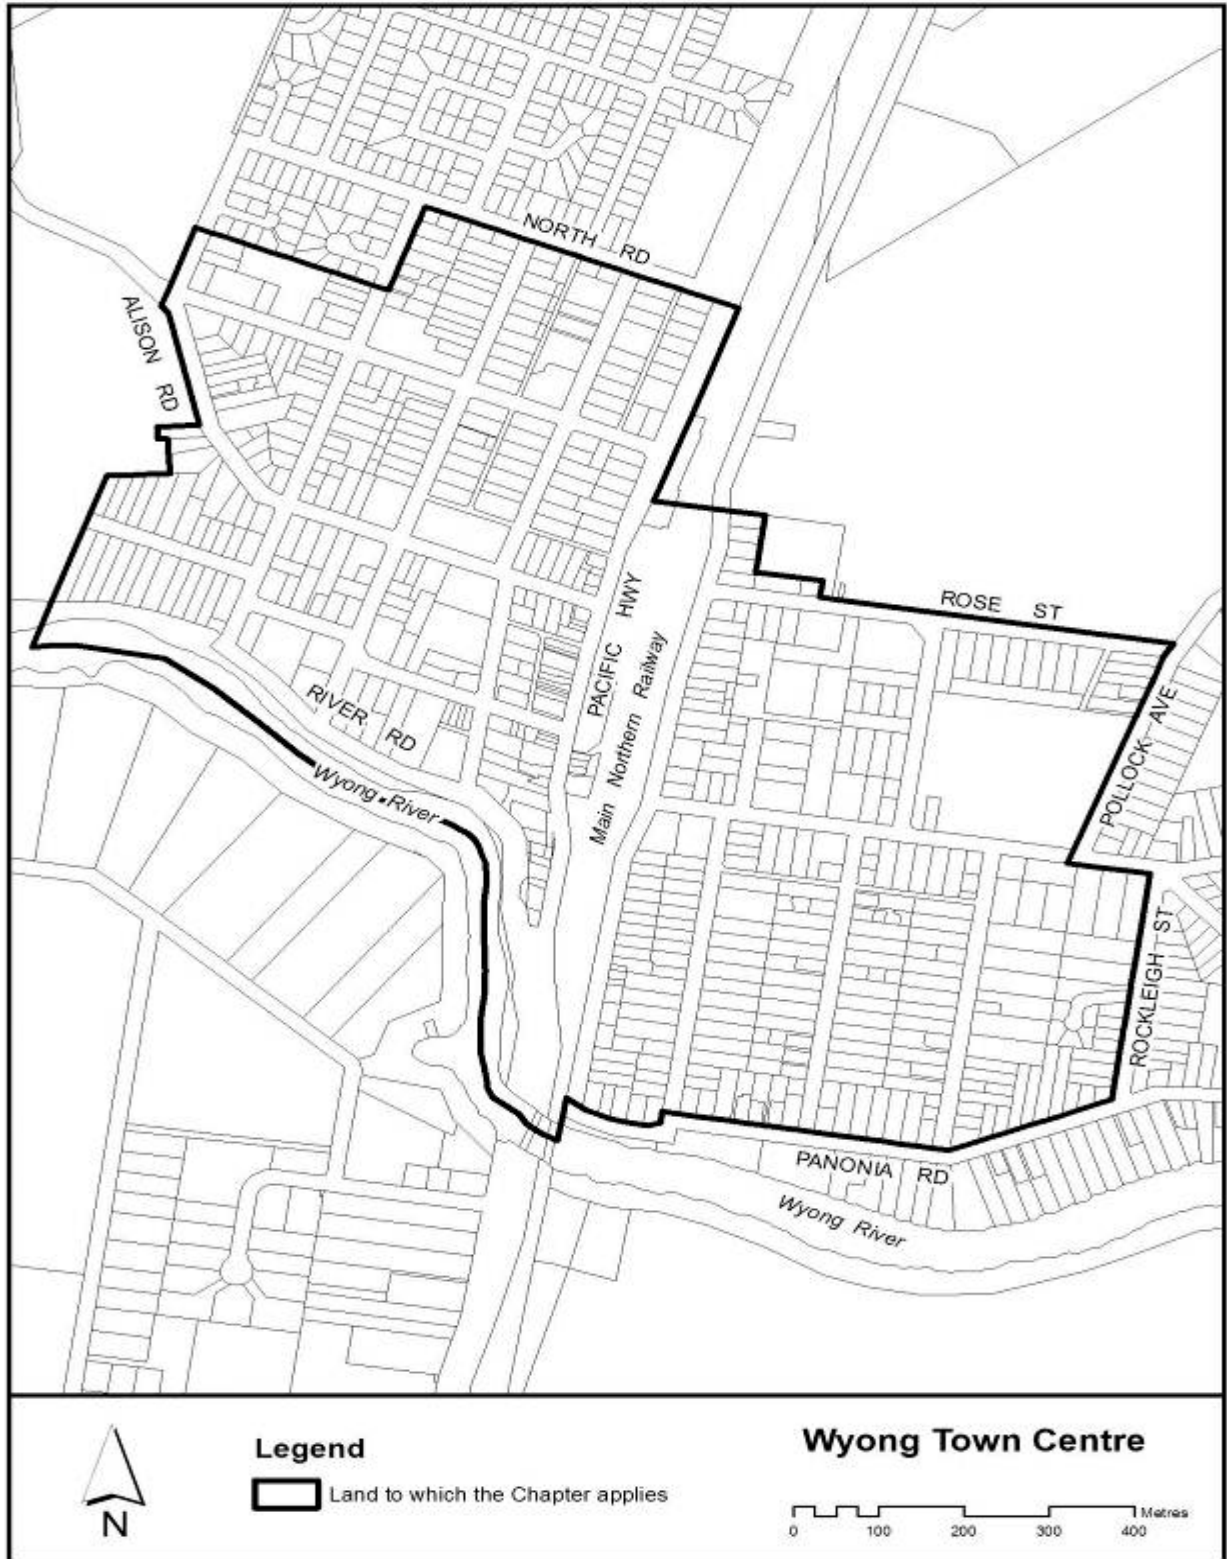 NORTH RD
ALISON RD
ROSE ST
PACIFIC HWY
Main Northern Railway
RIVER RD
POLLOCK AVE
Wyong River
ROCKLEIGH ST
PANONIA RD
Wyong River
Legend
Land to which the Chapter applies
N
Wyong Town Centre
Metres
0 100 200 300 400